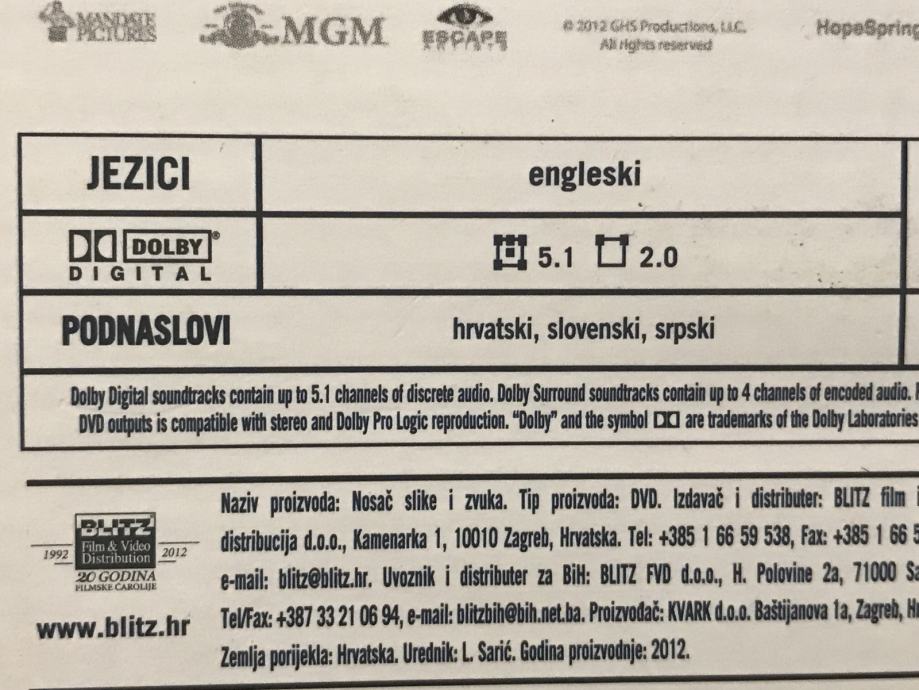 MANDATE PICTURES
MGM
ESCAPE ARTISTS
© 2012 GHS Productions, LLC.
All rights reserved
HopeSpring
JEZICI
engleski
DOLBY®
DIGITAL
5.1 2.0
PODNASLOVI
hrvatski, slovenski, srpski
Dolby Digital soundtracks contain up to 5.1 channels of discrete audio. Dolby Surround soundtracks contain up to 4 channels of encoded audio.
DVD outputs is compatible with stereo and Dolby Pro Logic reproduction. “Dolby” and the symbol are trademarks of the Dolby Laboratories
BLITZ
Film & Video
Distribution
1992 2012
20 GODINA
FILMSKE ČAROLIJE
www.blitz.hr
Naziv proizvoda: Nosač slike i zvuka. Tip proizvoda: DVD. Izdavač i distributer: BLITZ film i
distribucija d.o.o., Kamenarka 1, 10010 Zagreb, Hrvatska. Tel: +385 1 66 59 538, Fax: +385 1 66 5
e-mail: blitz@blitz.hr. Uvoznik i distributer za BiH: BLITZ FVD d.o.o., H. Polovine 2a, 71000 Sa
Tel/Fax: +387 33 21 06 94, e-mail: blitzbih@bih.net.ba. Proizvođač: KVARK d.o.o. Baštijanova 1a, Zagreb, H
Zemlja porijekla: Hrvatska. Urednik: L. Sarić. Godina proizvodnje: 2012.